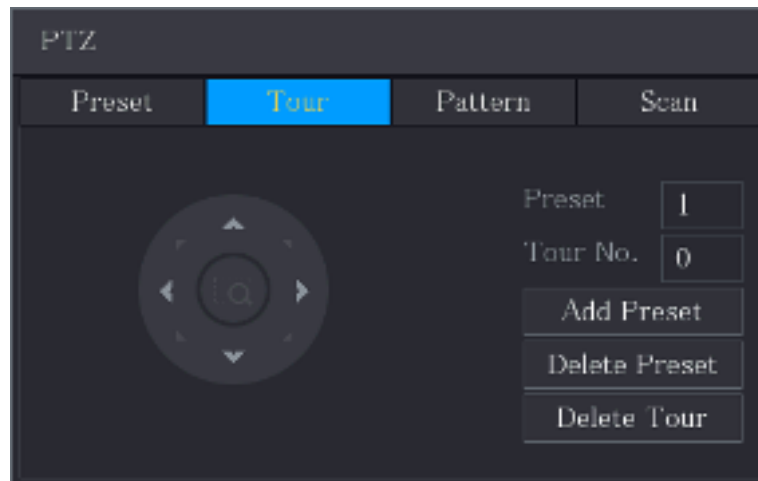 PTZ
Preset Tour Pattern Scan
Preset 1
Tour No. 0
Add Preset
Delete Preset
Delete Tour